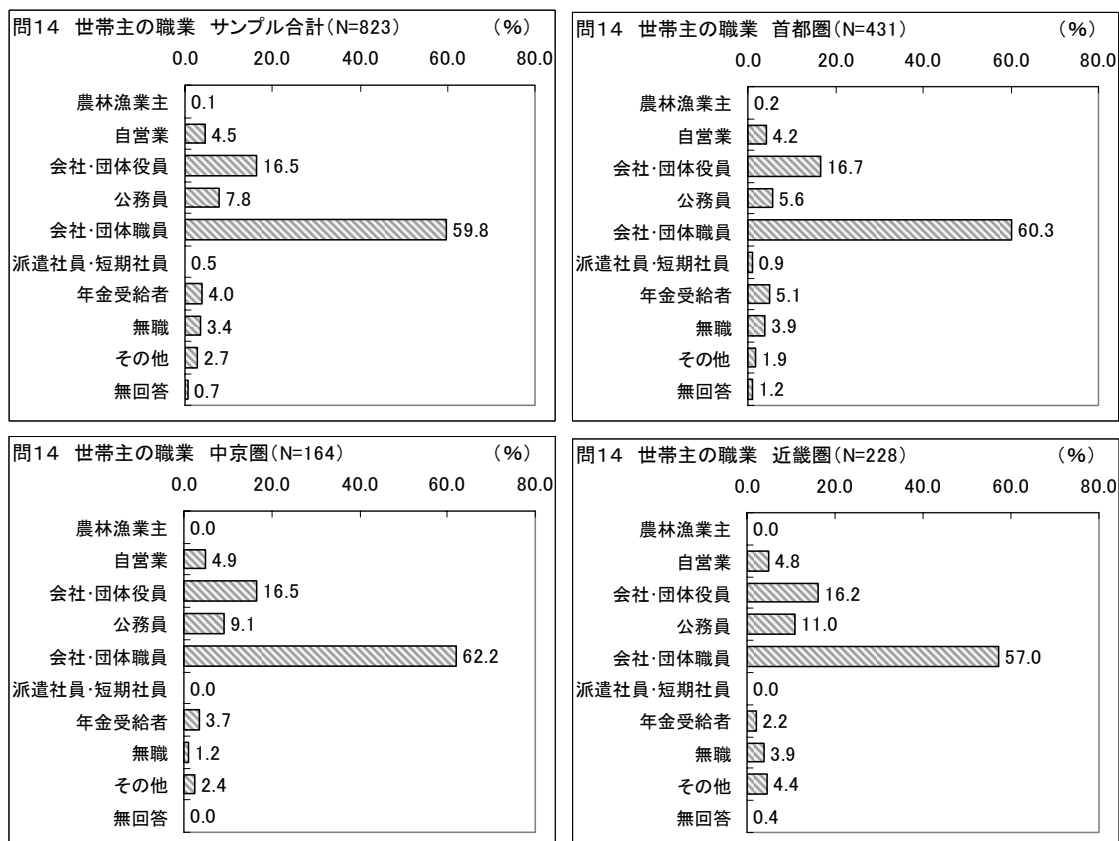 問14 世帯主の職業 サンプル合計(N=823) (%)
0.0 20.0 40.0 60.0 80.0
農林漁業主 0.1
自営業 4.5
会社・団体役員 16.5
公務員 7.8
会社・団体職員 59.8
派遣社員・短期社員 0.5
年金受給者 4.0
無職 3.4
その他 2.7
無回答 0.7
問14 世帯主の職業 首都圏(N=431) (%)
0.0 20.0 40.0 60.0 80.0
農林漁業主 0.2
自営業 4.2
会社・団体役員 16.7
公務員 5.6
会社・団体職員 60.3
派遣社員・短期社員 0.9
年金受給者 5.1
無職 3.9
その他 1.9
無回答 1.2
問14 世帯主の職業 中京圏(N=164) (%)
0.0 20.0 40.0 60.0 80.0
農林漁業主 0.0
自営業 4.9
会社・団体役員 16.5
公務員 9.1
会社・団体職員 62.2
派遣社員・短期社員 0.0
年金受給者 3.7
無職 1.2
その他 2.4
無回答 0.0
問14 世帯主の職業 近畿圏(N=228) (%)
0.0 20.0 40.0 60.0 80.0
農林漁業主 0.0
自営業 4.8
会社・団体役員 16.2
公務員 11.0
会社・団体職員 57.0
派遣社員・短期社員 0.0
年金受給者 2.2
無職 3.9
その他 4.4
無回答 0.4